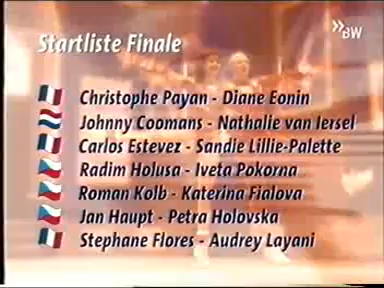 Startliste Finale
»BW
Christophe Payan - Diane Eonin
Johnny Coomans - Nathalie van Iersel
Carlos Estevez - Sandie Lillie-Palette
Radim Holusa - Iveta Pokorna
Roman Kolb - Katerina Fialova
Jan Haupt - Petra Holovska
Stephane Flores - Audrey Layani